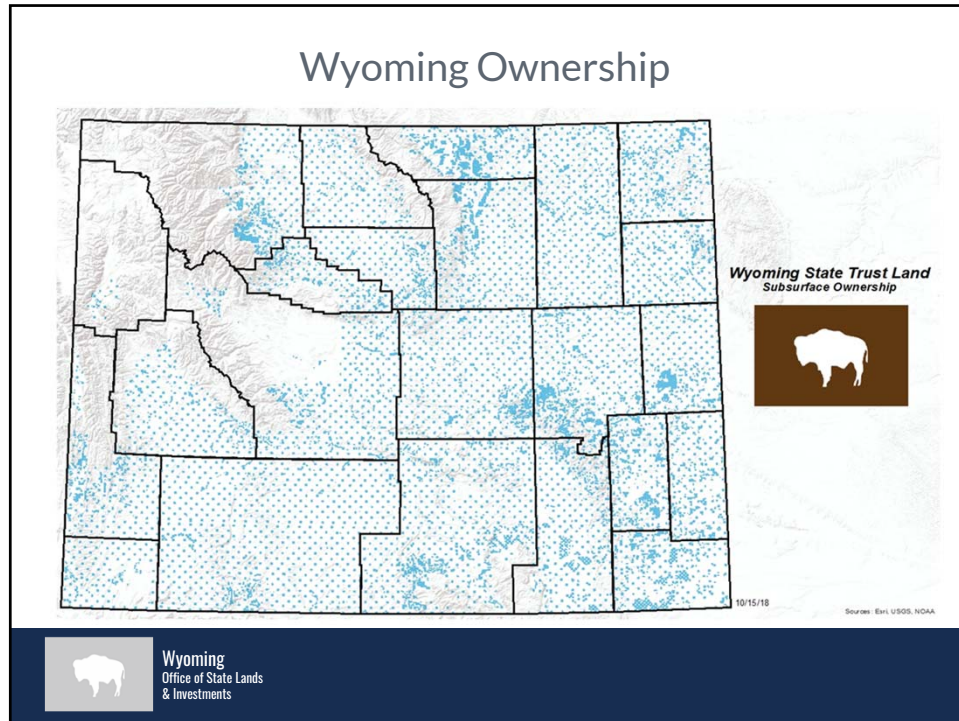 Wyoming Ownership
Wyoming State Trust Land
Subsurface Ownership
10/15/18
Sources: Esri, USGS, NOAA
Wyoming
Office of State Lands
& Investments